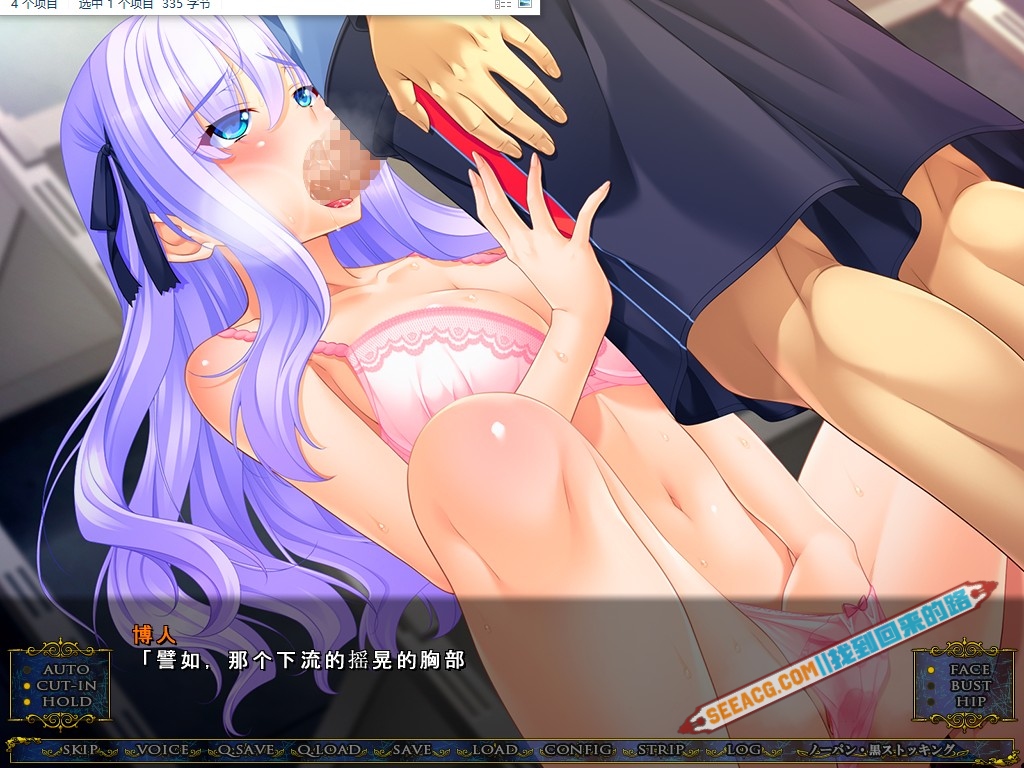 4 个项目 选中 1 个项目 335 字节
博人
「譬如，那个下流的摇晃的胸部
SEEACG.COM||找到回来的路
AUTO
CUT-IN
HOLD
FACE
BUST
HIP
SKIP VOICE Q.SAVE Q.LOAD SAVE LOAD CONFIG STRIP LOG ノーパン・黒ストッキング